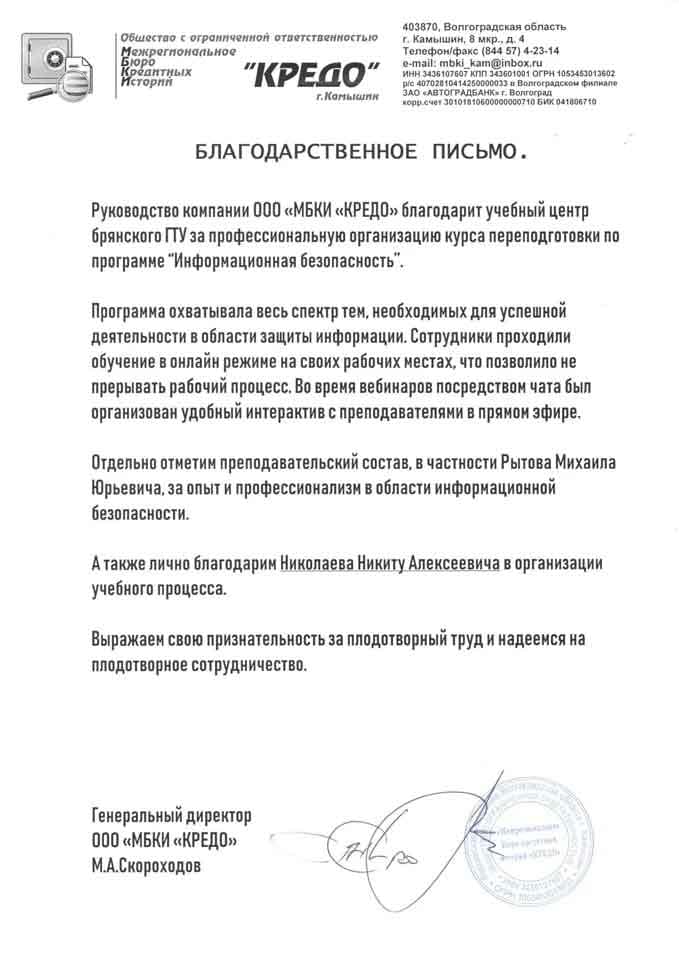 Общество с ограниченной ответственностью
Межрегиональное
Бюро
Кредитных
Историй
"КРЕДО"
г.Камышин
403870, Волгоградская область
г. Камышин, 8 мкр., д. 4
Телефон/факс (844 57) 4-23-14
e-mail: mbki_kam@inbox.ru
ИНН 3436107607 КПП 343601001 ОГРН 1053453013602
р/с 40702810414250000033 в Волгоградском филиале
ЗАО «АВТОГРАДБАНК» г. Волгоград
корр.счет 30101810600000000710 БИК 041806710
БЛАГОДАРСТВЕННОЕ ПИСЬМО.
Руководство компании ООО «МБКИ «КРЕДО» благодарит учебный центр
брянского ГТУ за профессиональную организацию курса переподготовки по
программе “Информационная безопасность”.
Программа охватывала весь спектр тем, необходимых для успешной
деятельности в области защиты информации. Сотрудники проходили
обучение в онлайн режиме на своих рабочих местах, что позволило не
прерывать рабочий процесс. Во время вебинаров посредством чата был
организован удобный интерактив с преподавателями в прямом эфире.
Отдельно отметим преподавательский состав, в частности Рытова Михаила
Юрьевича, за опыт и профессионализм в области информационной
безопасности.
А также лично благодарим Николаева Никиту Алексеевича в организации
учебного процесса.
Выражаем свою признательность за плодотворный труд и надеемся на
плодотворное сотрудничество.
Генеральный директор
ООО «МБКИ «КРЕДО»
М.А.Скороходов
«Межрегиональное
Бюро кредитных
историй «КРЕДО»